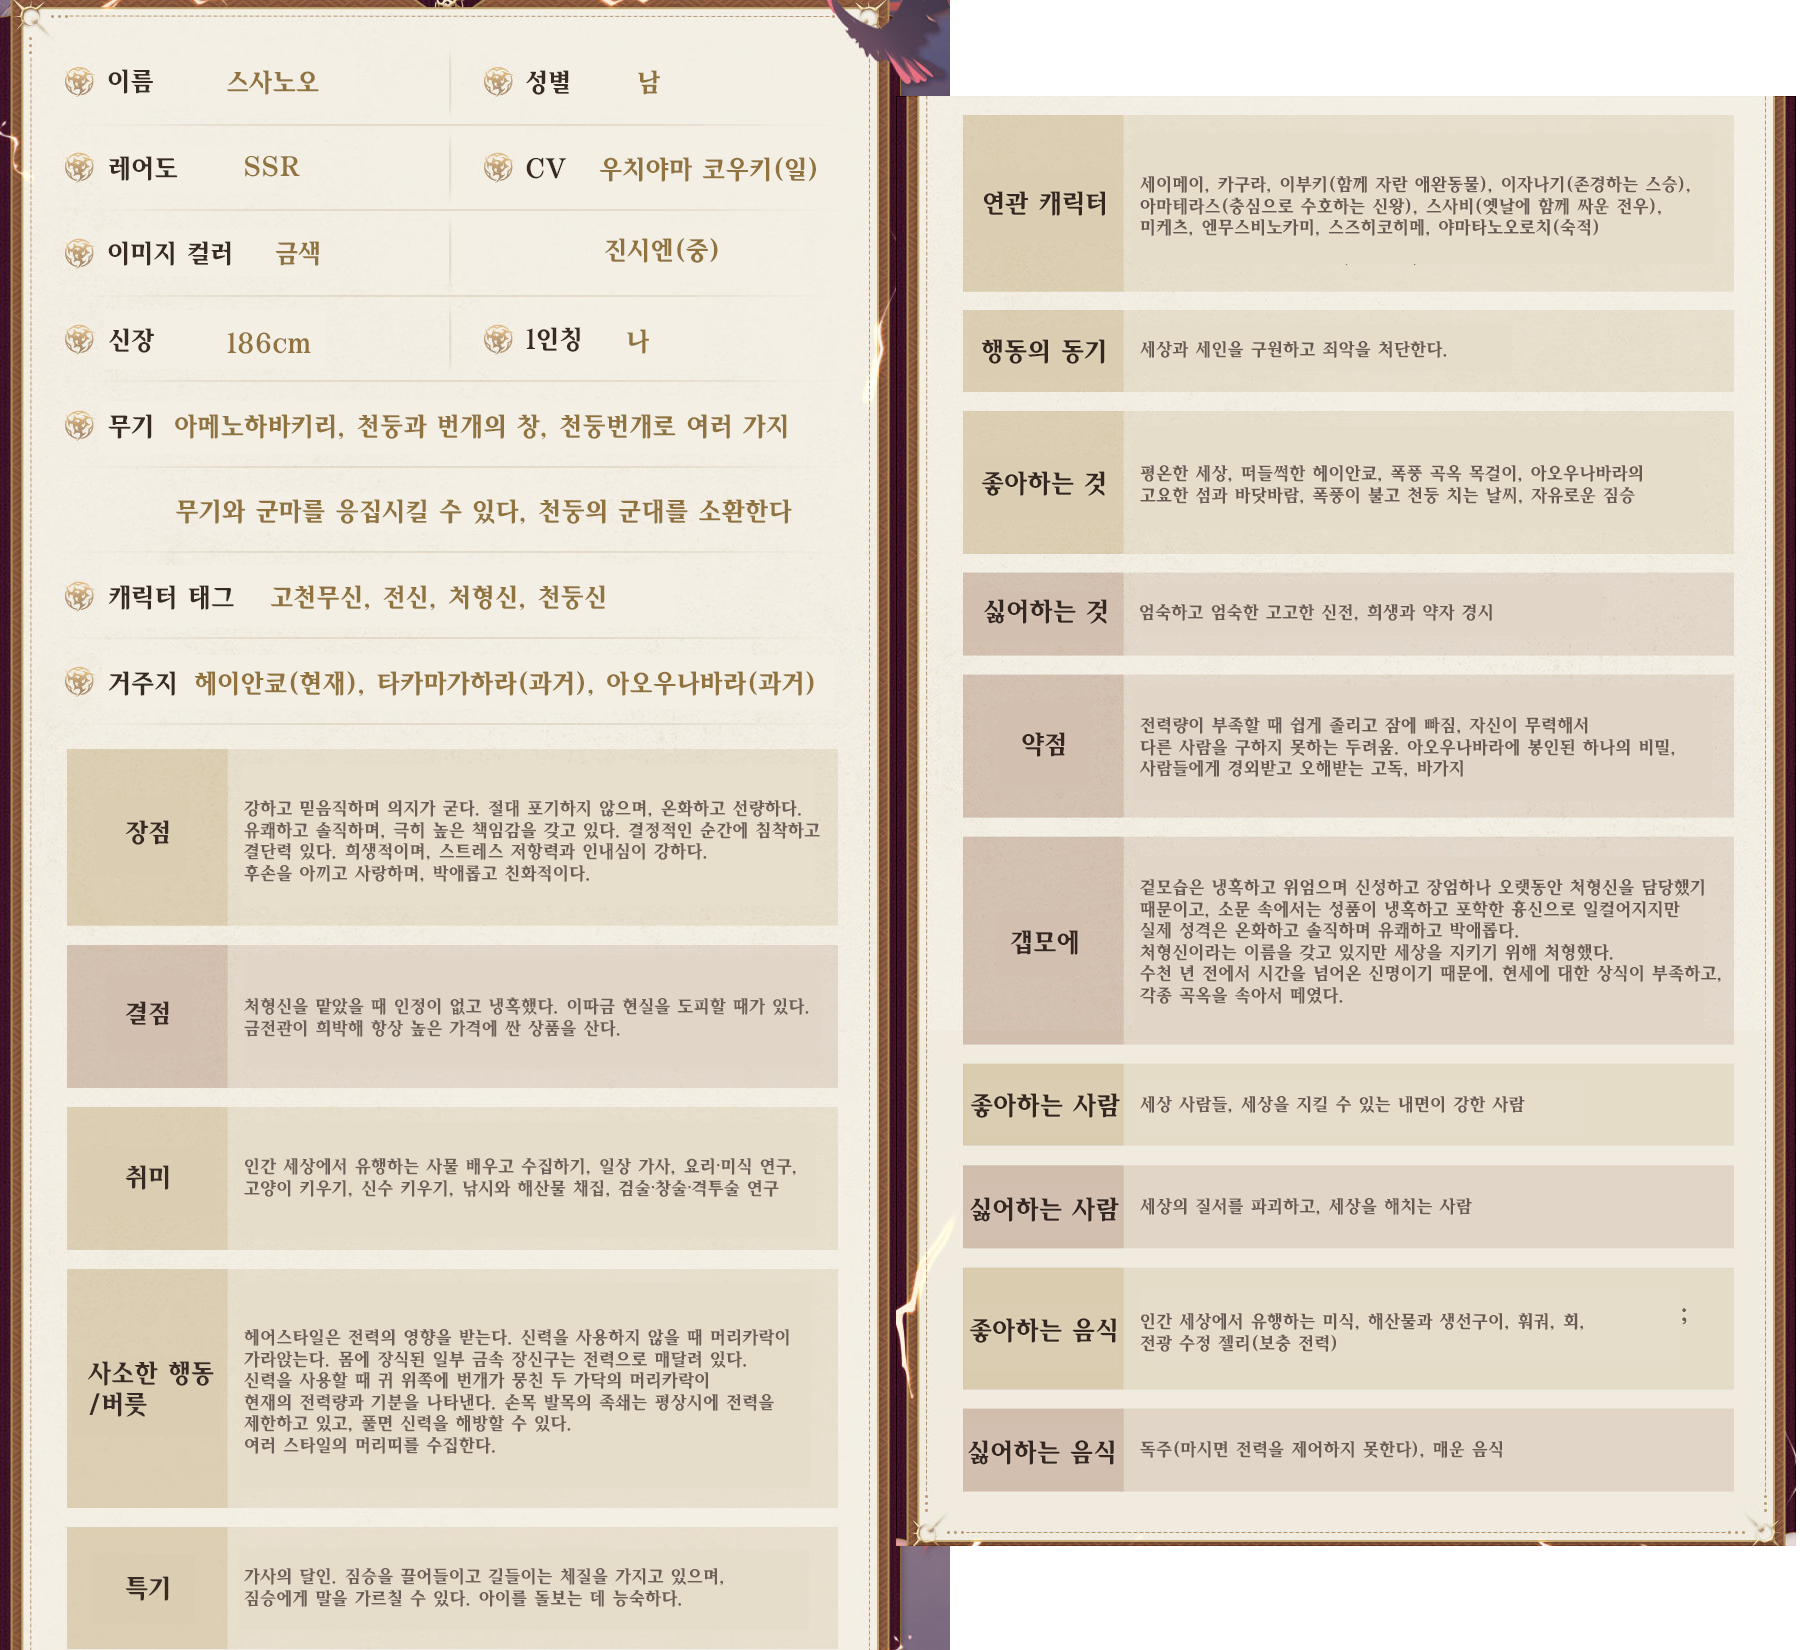 이름 스사노오
성별 남
레어도 SSR
CV 우치야마 코우키(일)
이미지 컬러 금색
진시엔(중)
신장 186cm
1인칭 나
무기 아메노하바키리, 천둥과 번개의 창, 천둥번개로 여러 가지
무기와 군마를 응집시킬 수 있다, 천둥의 군대를 소환한다
캐릭터 태그 고천무신, 전신, 처형신, 천둥신
거주지 헤이안쿄(현재), 타카마가하라(과거), 아오우나바라(과거)
장점
강하고 믿음직하며 의지가 굳다. 절대 포기하지 않으며, 온화하고 선량하다.
유쾌하고 솔직하며, 극히 높은 책임감을 갖고 있다. 결정적인 순간에 침착하고
결단력 있다. 희생적이며, 스트레스 저항력과 인내심이 강하다.
후손을 아끼고 사랑하며, 박애롭고 친화적이다.
결점
처형신을 맡았을 때 인정이 없고 냉혹했다. 이따금 현실을 도피할 때가 있다.
금전관이 희박해 항상 높은 가격에 싼 상품을 산다.
취미
인간 세상에서 유행하는 사물 배우고 수집하기, 일상 가사, 요리·미식 연구,
고양이 키우기, 신수 키우기, 낚시와 해산물 채집, 검술·창술·격투술 연구
사소한 행동
/버릇
헤어스타일은 전력의 영향을 받는다. 신력을 사용하지 않을 때 머리카락이
가라앉는다. 몸에 장식된 일부 금속 장신구는 전력으로 매달려 있다.
신력을 사용할 때 귀 위쪽에 번개가 뭉친 두 가닥의 머리카락이
현재의 전력량과 기분을 나타낸다. 손목 발목의 족쇄는 평상시에 전력을
제한하고 있고, 풀면 신력을 해방할 수 있다.
여러 스타일의 머리띠를 수집한다.
특기
가사의 달인. 짐승을 끌어들이고 길들이는 체질을 가지고 있으며,
짐승에게 말을 가르칠 수 있다. 아이를 돌보는 데 능숙하다.
연관 캐릭터
세이메이, 카구라, 이부키(함께 자란 애완동물), 이자나기(존경하는 스승),
아마테라스(충심으로 수호하는 신왕), 스사비(옛날에 함께 싸운 전우),
미케츠, 엔무스비노카미, 스즈히코히메, 야마타노오로치(숙적)
행동의 동기
세상과 세인을 구원하고 죄악을 처단한다.
좋아하는 것
평온한 세상, 떠들썩한 헤이안쿄, 폭풍 곡옥 목걸이, 아오우나바라의
고요한 섬과 바닷바람, 폭풍이 불고 천둥 치는 날씨, 자유로운 짐승
싫어하는 것
엄숙하고 엄숙한 고고한 신전, 희생과 약자 경시
약점
전력량이 부족할 때 쉽게 졸리고 잠에 빠짐, 자신이 무력해서
다른 사람을 구하지 못하는 두려움. 아오우나바라에 봉인된 하나의 비밀,
사람들에게 경외받고 오해받는 고독, 바가지
갭모에
겉모습은 냉혹하고 위엄으며 신성하고 장엄하나 오랫동안 처형신을 담당했기
때문이고, 소문 속에서는 성품이 냉혹하고 포학한 흉신으로 일컬어지지만
실제 성격은 온화하고 솔직하며 유쾌하고 박애롭다.
처형신이라는 이름을 갖고 있지만 세상을 지키기 위해 처형했다.
수천 년 전에서 시간을 넘어온 신명이기 때문에, 현세에 대한 상식이 부족하고,
각종 곡옥을 속아서 떼였다.
좋아하는 사람
세상 사람들, 세상을 지킬 수 있는 내면이 강한 사람
싫어하는 사람
세상의 질서를 파괴하고, 세상을 해치는 사람
좋아하는 음식
인간 세상에서 유행하는 미식, 해산물과 생선구이, 훠궈, 회, ;
전광 수정 젤리(보충 전력)
싫어하는 음식
독주(마시면 전력을 제어하지 못한다), 매운 음식